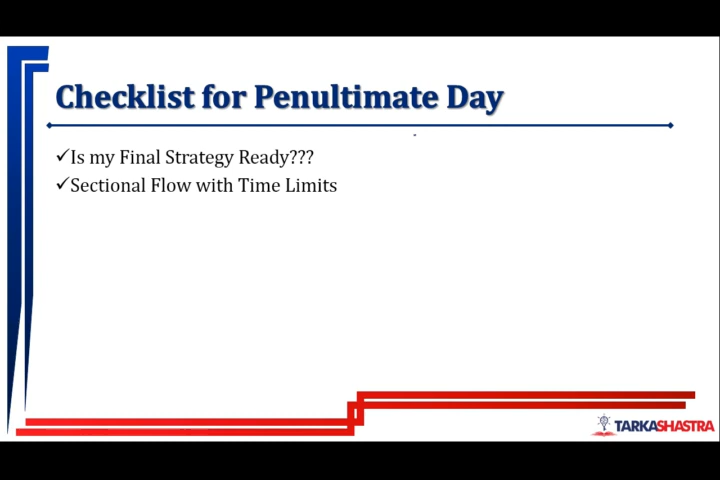 Checklist for Penultimate Day
✓Is my Final Strategy Ready???
✓Sectional Flow with Time Limits
TARKASHASTRA